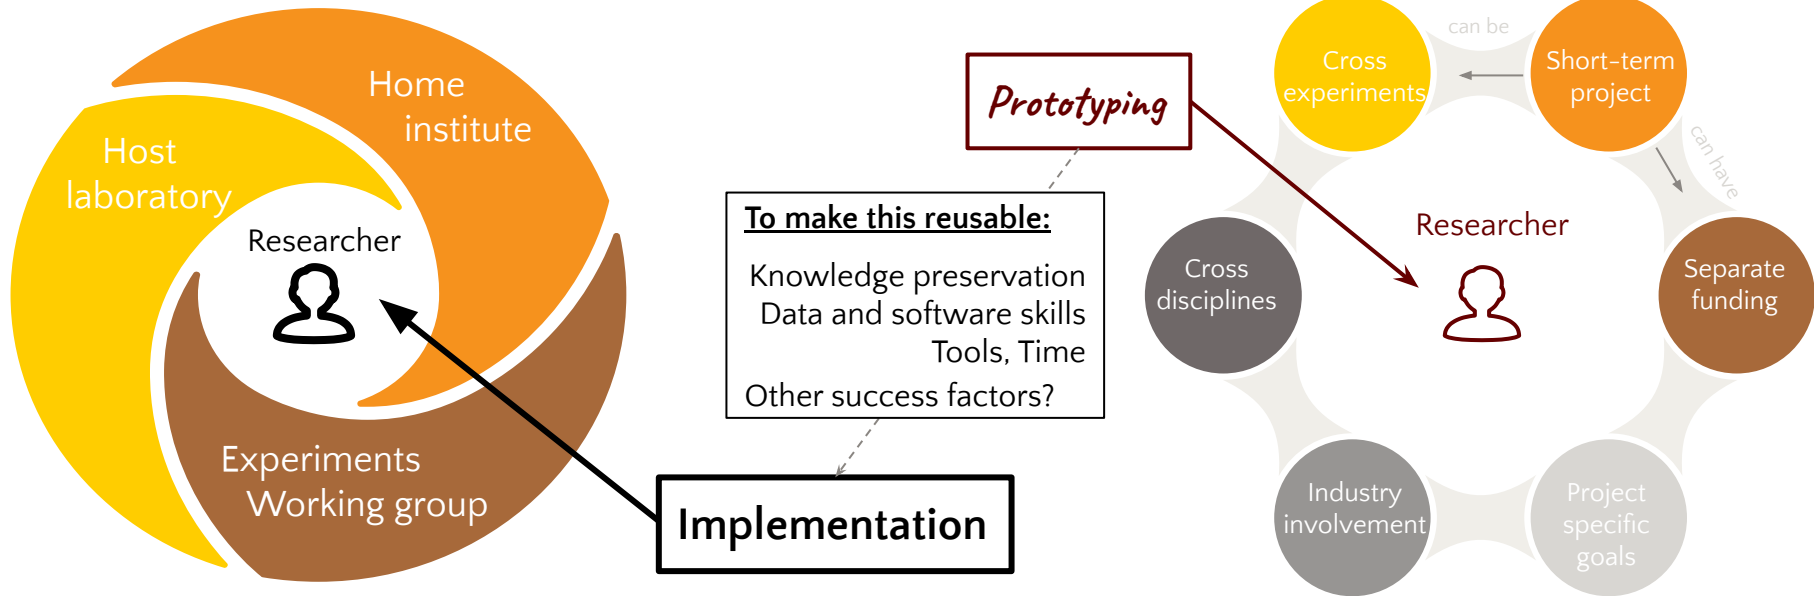 Home
institute
Host
laboratory
Researcher
Experiments
Working group
Prototyping
To make this reusable:
Knowledge preservation
Data and software skills
Tools, Time
Other success factors?
Implementation
can be
Cross
experiments
Short-term
project
can have
Researcher
Cross
disciplines
Separate
funding
Industry
involvement
Project
specific
goals